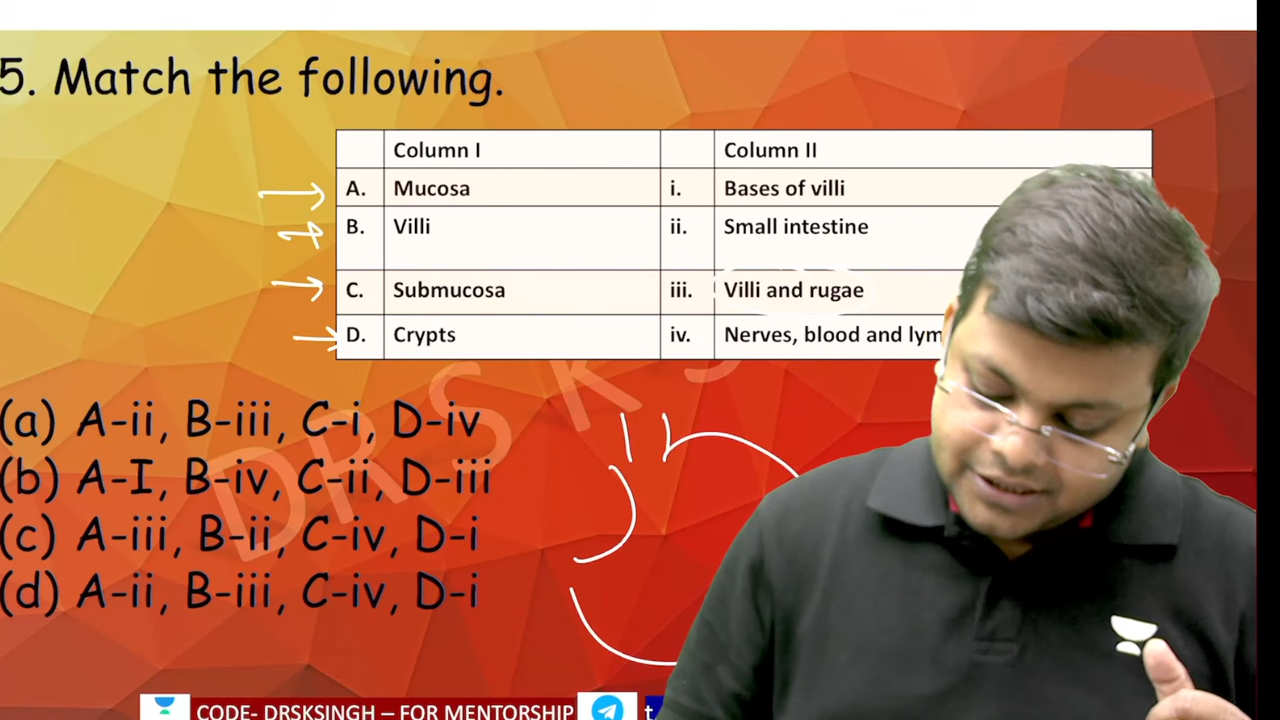 5. Match the following.
Column I Column II
A. Mucosa i. Bases of villi
B. Villi ii. Small intestine
C. Submucosa iii. Villi and rugae
D. Crypts iv. Nerves, blood and lym
(a) A-ii, B-iii, C-i, D-iv
(b) A-I, B-iv, C-ii, D-iii
(c) A-iii, B-ii, C-iv, D-i
(d) A-ii, B-iii, C-iv, D-i
DRSKS
CODE- DRSKSINGH – FOR MENTORSHIP t.